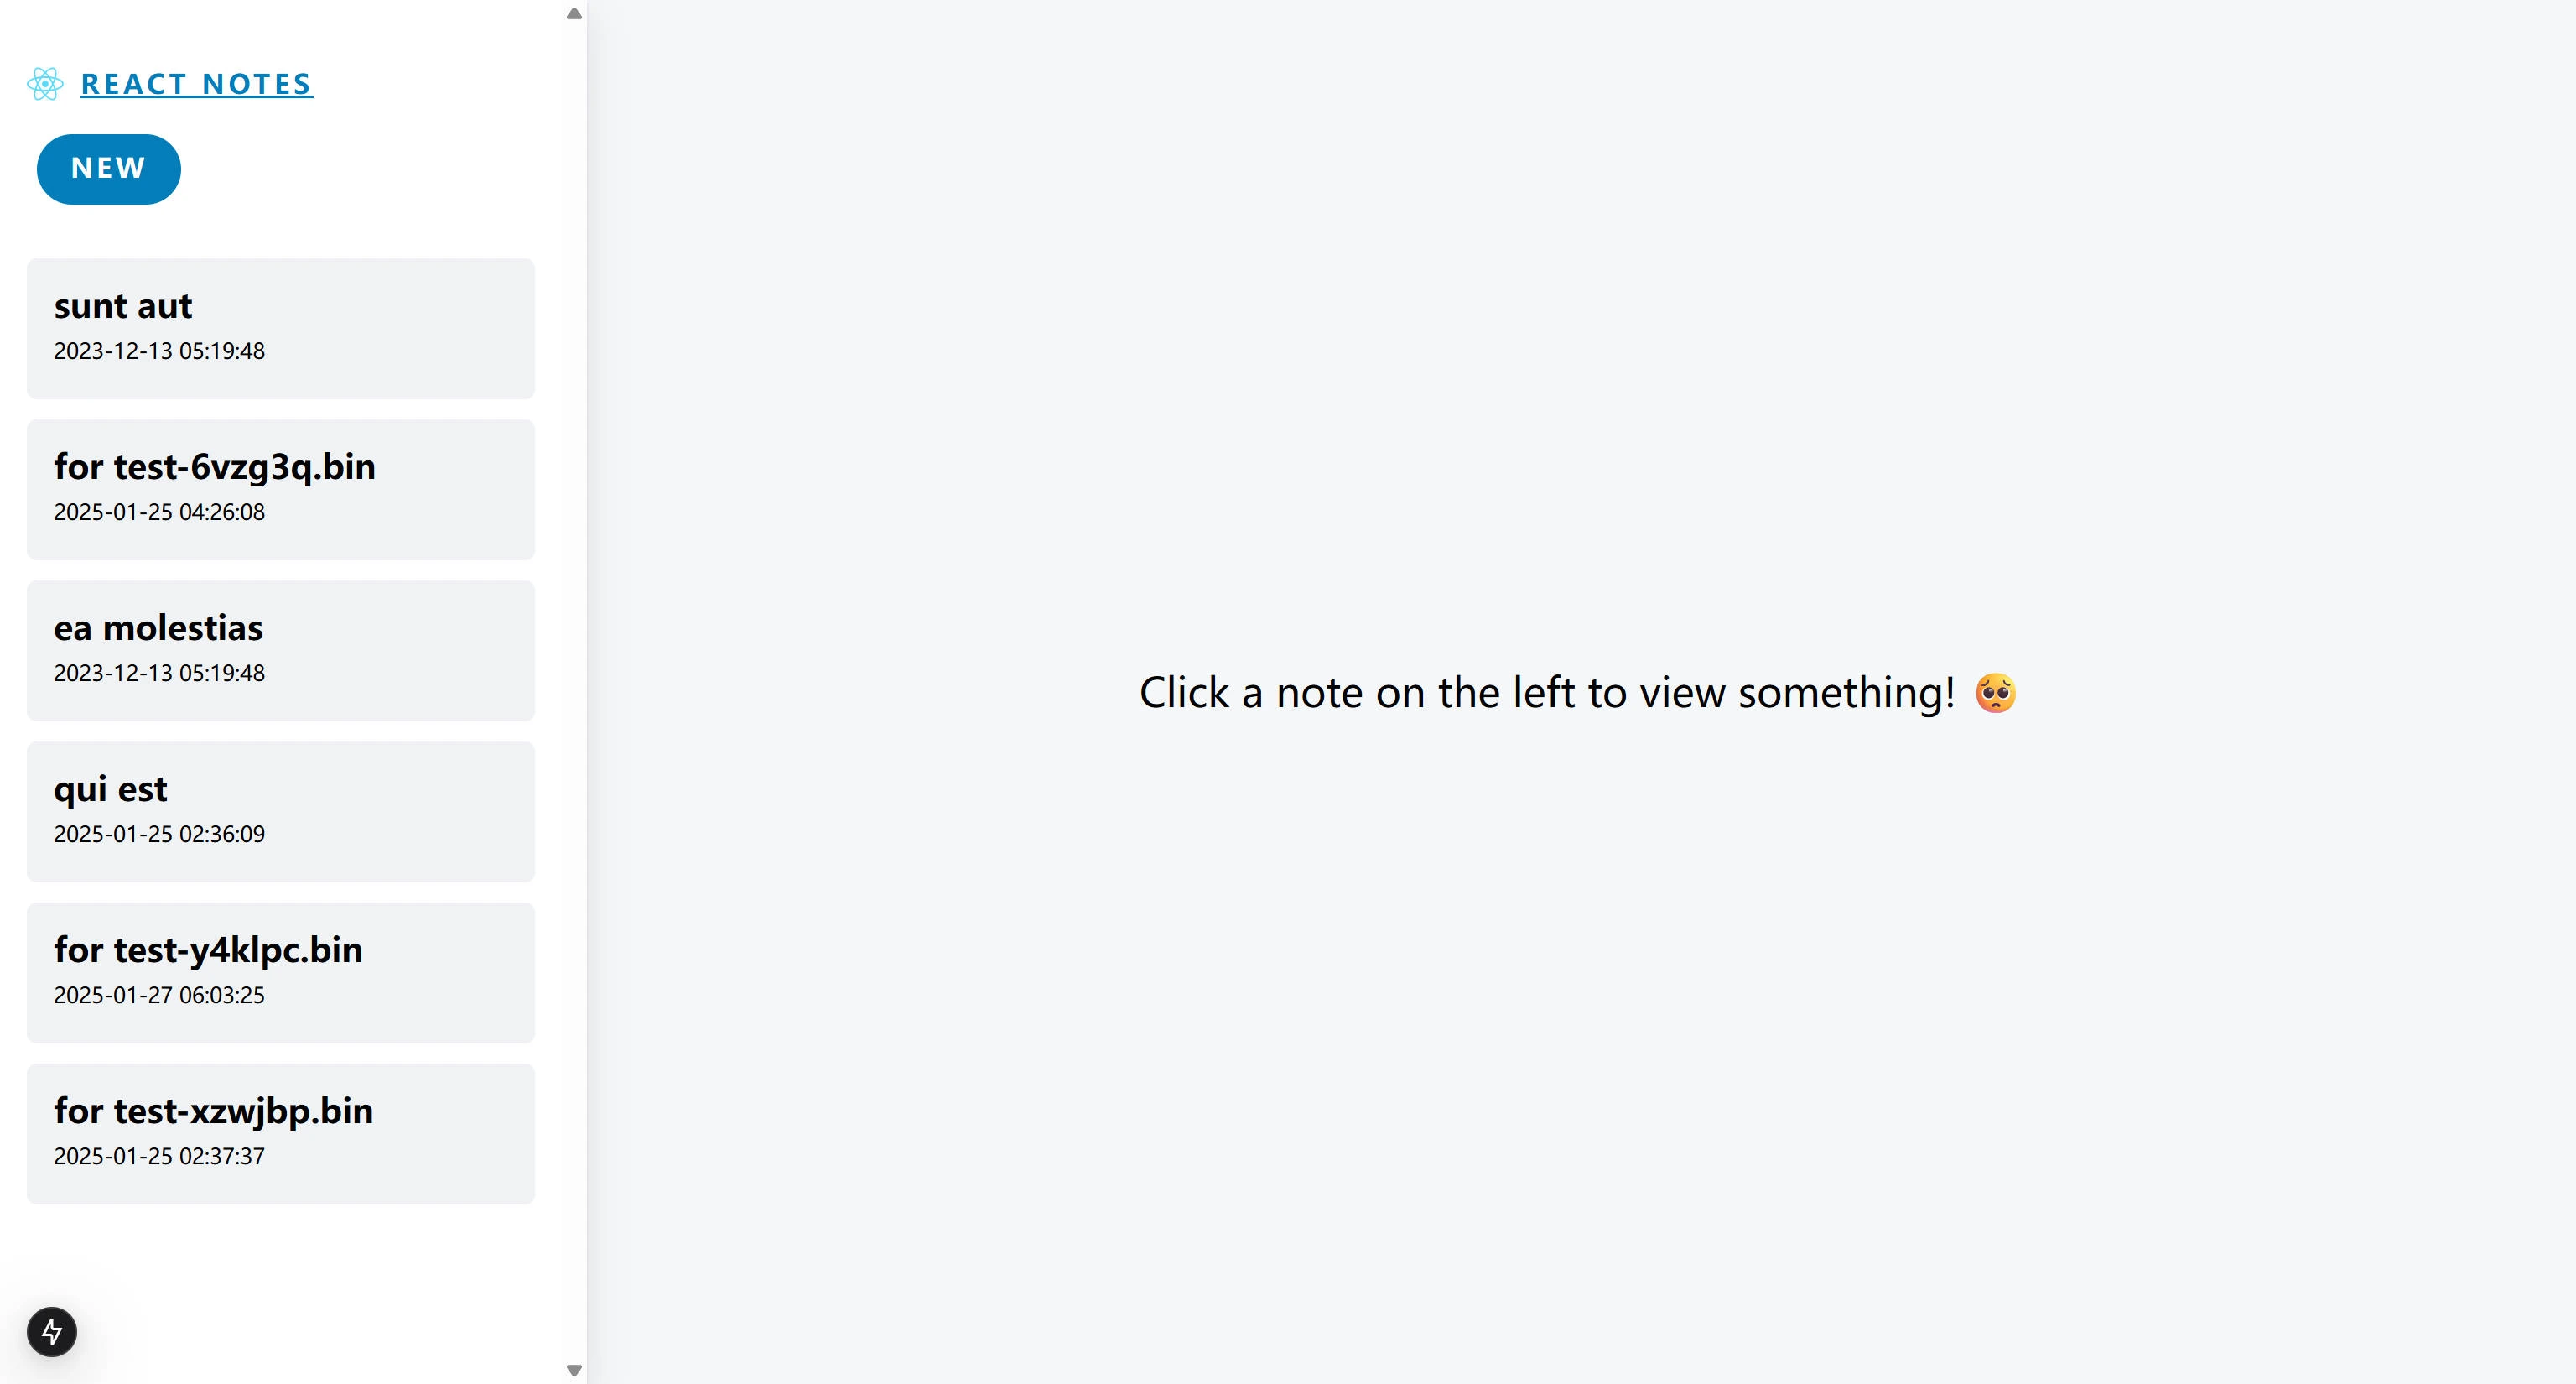 REACT NOTES
NEW
sunt aut
2023-12-13 05:19:48
for test-6vzg3q.bin
2025-01-25 04:26:08
ea molestias
2023-12-13 05:19:48
qui est
2025-01-25 02:36:09
for test-y4klpc.bin
2025-01-27 06:03:25
for test-xzwjbp.bin
2025-01-25 02:37:37
Click a note on the left to view something! 🥺